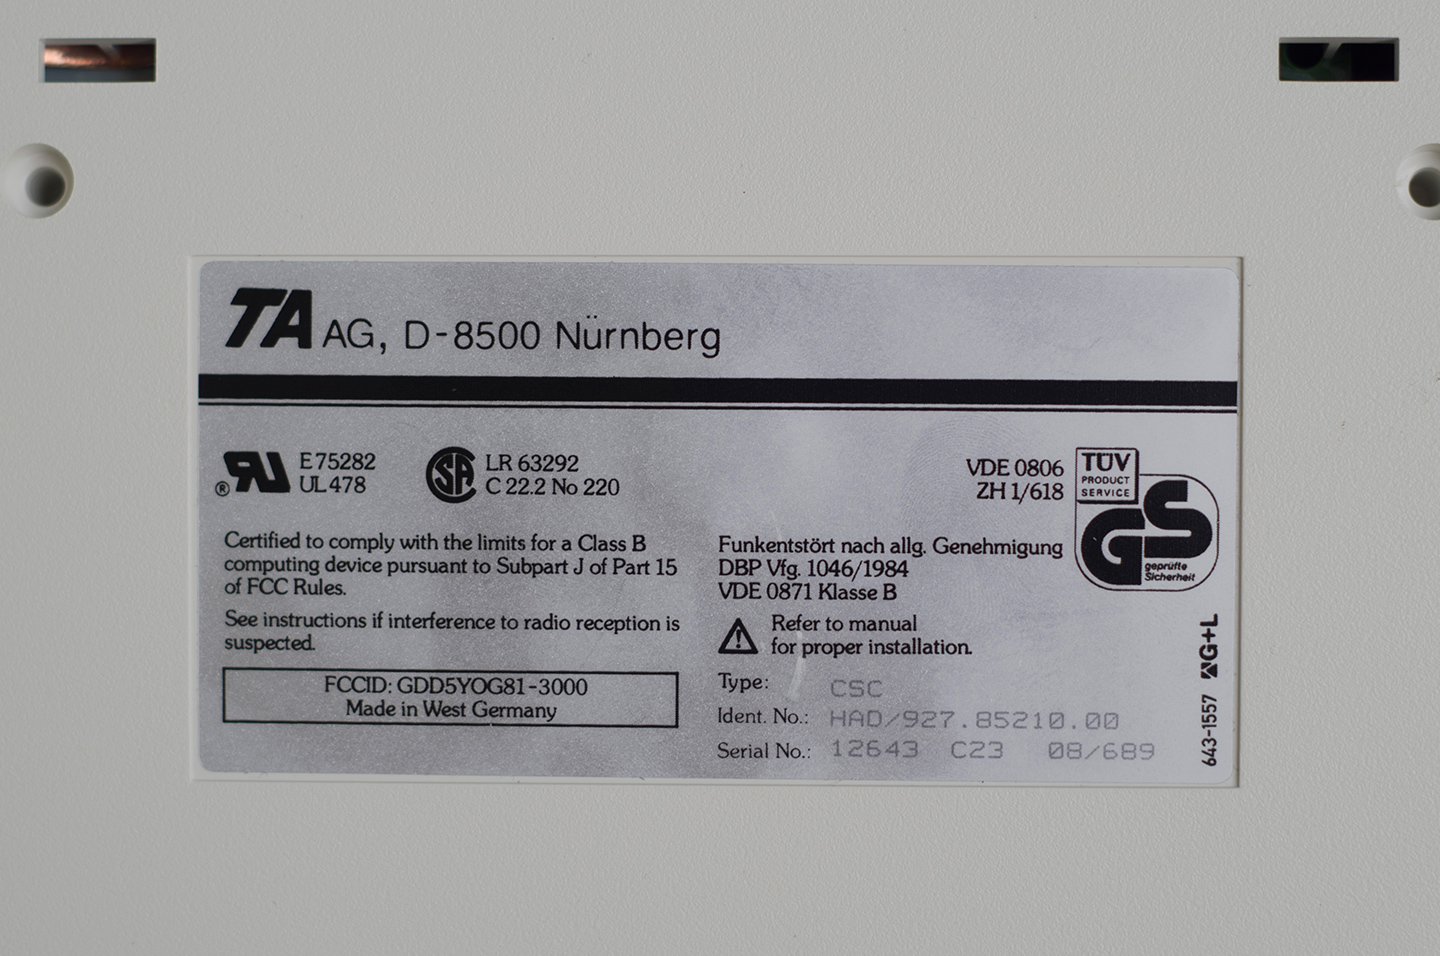 TA AG, D-8500 Nürnberg
® RU E75282
UL 478
SA LR 63292
C 22.2 No 220
VDE 0806
ZH 1/618
TÜV
PRODUCT
SERVICE
GS
geprüfte
Sicherheit
Certified to comply with the limits for a Class B
computing device pursuant to Subpart J of Part 15
of FCC Rules.
See instructions if interference to radio reception is
suspected.
FCCID: GDD5YOG81-3000
Made in West Germany
Funkentstört nach allg. Genehmigung
DBP Vfg. 1046/1984
VDE 0871 Klasse B
Refer to manual
for proper installation.
Type: CSC
Ident. No.: HAD/927.85210.00
Serial No.: 12643 C23 08/689
643-1557 G+L